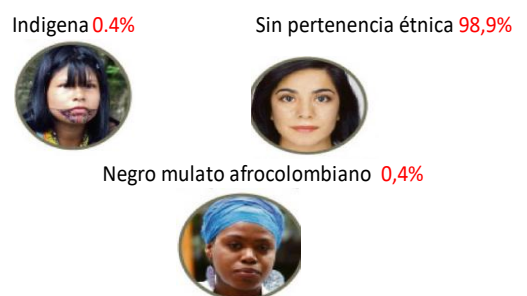 Indigena 0.4%
Sin pertenencia étnica 98,9%
Negro mulato afrocolombiano 0,4%